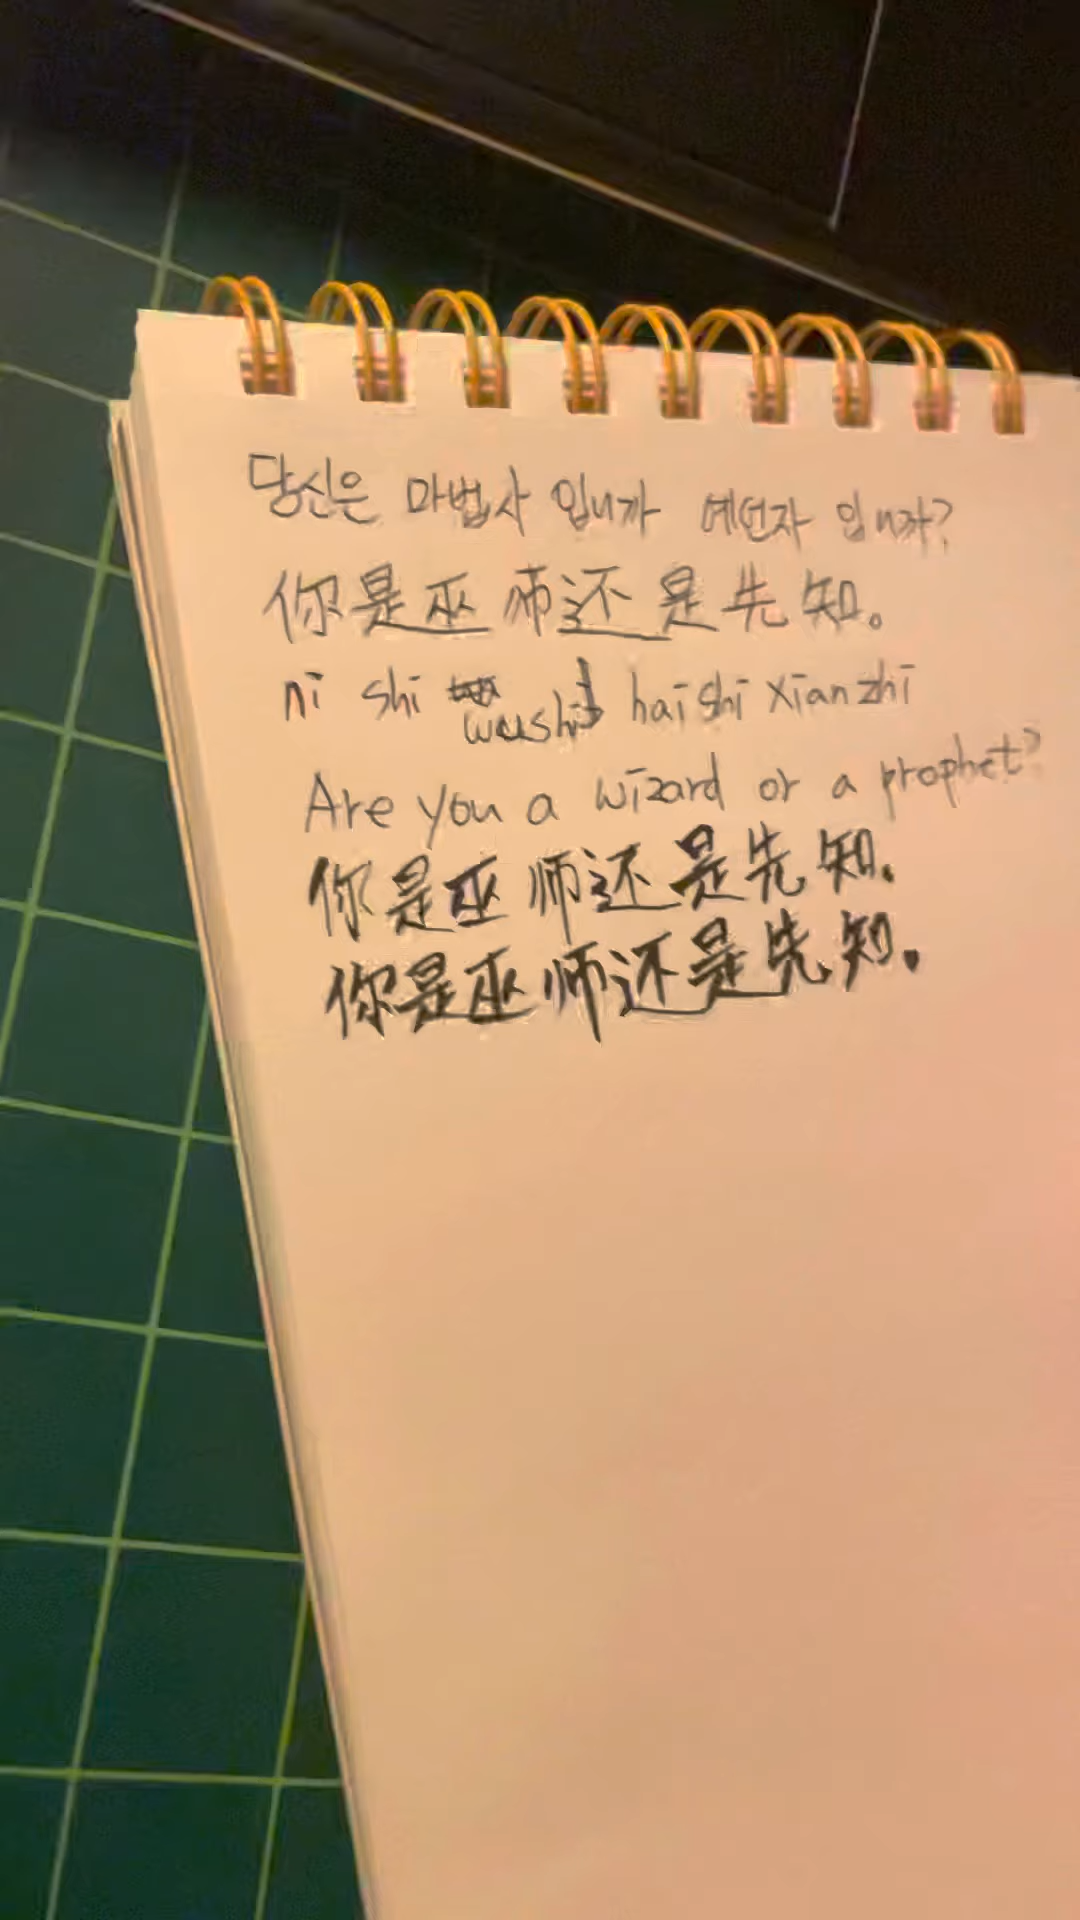 당신은 마법사 입니까 예언자 입니까?
你是巫师还是先知。
ni shi wushi haishi xianzhi
Are you a wizard or a prophet?
你是巫师还是先知.
你是巫师还是先知.